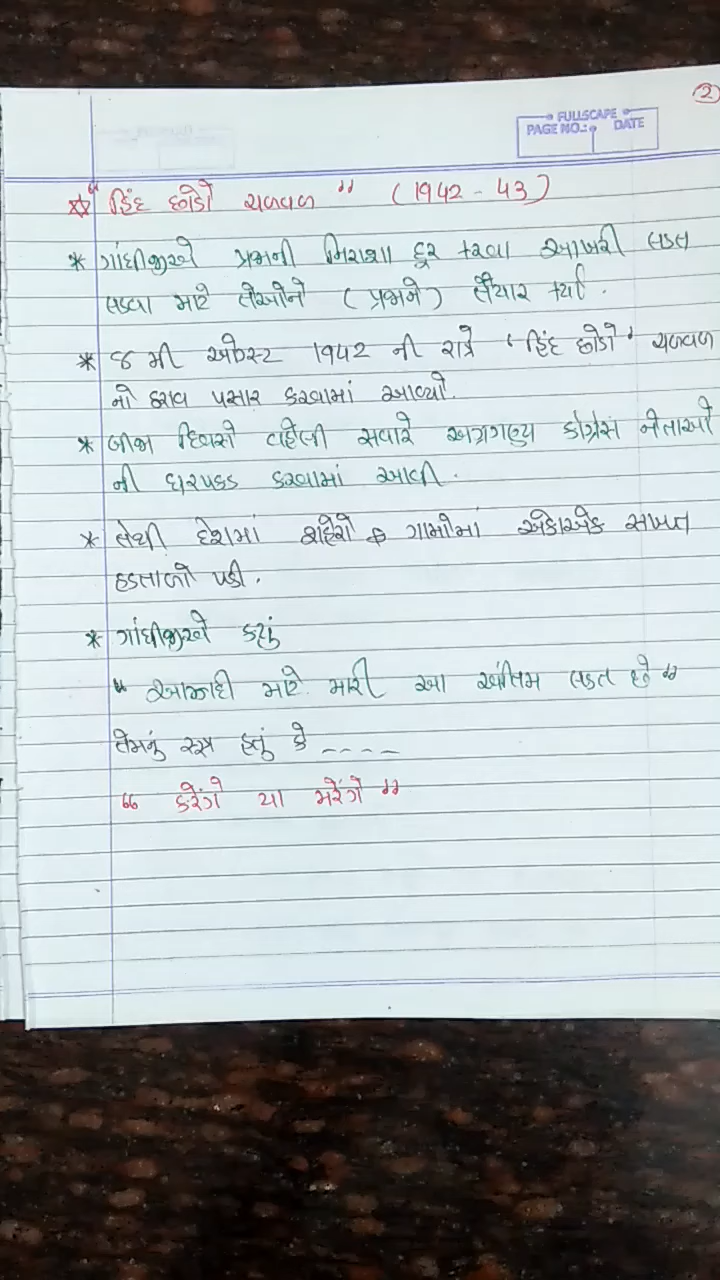 2
FULLSCAPE
PAGE NO.: DATE
☆ "હિંદ છોડો ચળવળ" (1942 - 43)
* ગાંધીજીએ પ્રજાની નિરાશા દૂર કરવા આખરી લડત
લડવા માટે તેઓને (પ્રજાને) તૈયાર કર્યા.
* ૮ મી ઓગસ્ટ 1942 ની રાત્રે 'હિંદ છોડો' ચળવળ
નો ઠરાવ પસાર કરવામાં આવ્યો.
* બીજા દિવસે વહેલી સવારે અગ્રગણ્ય કોંગ્રેસ નેતાઓ
ની ધરપકડ કરવામાં આવી.
* તેથી દેશમાં શહેરો ગામોમાં એકાએક સખત
હડતાળો પડી.
* ગાંધીજીએ કહ્યું
" આઝાદી માટે મારી આ અંતિમ લડત છે "
તેમનું સૂત્ર હતું કે ----
" કરેંગે યા મરેંગે "